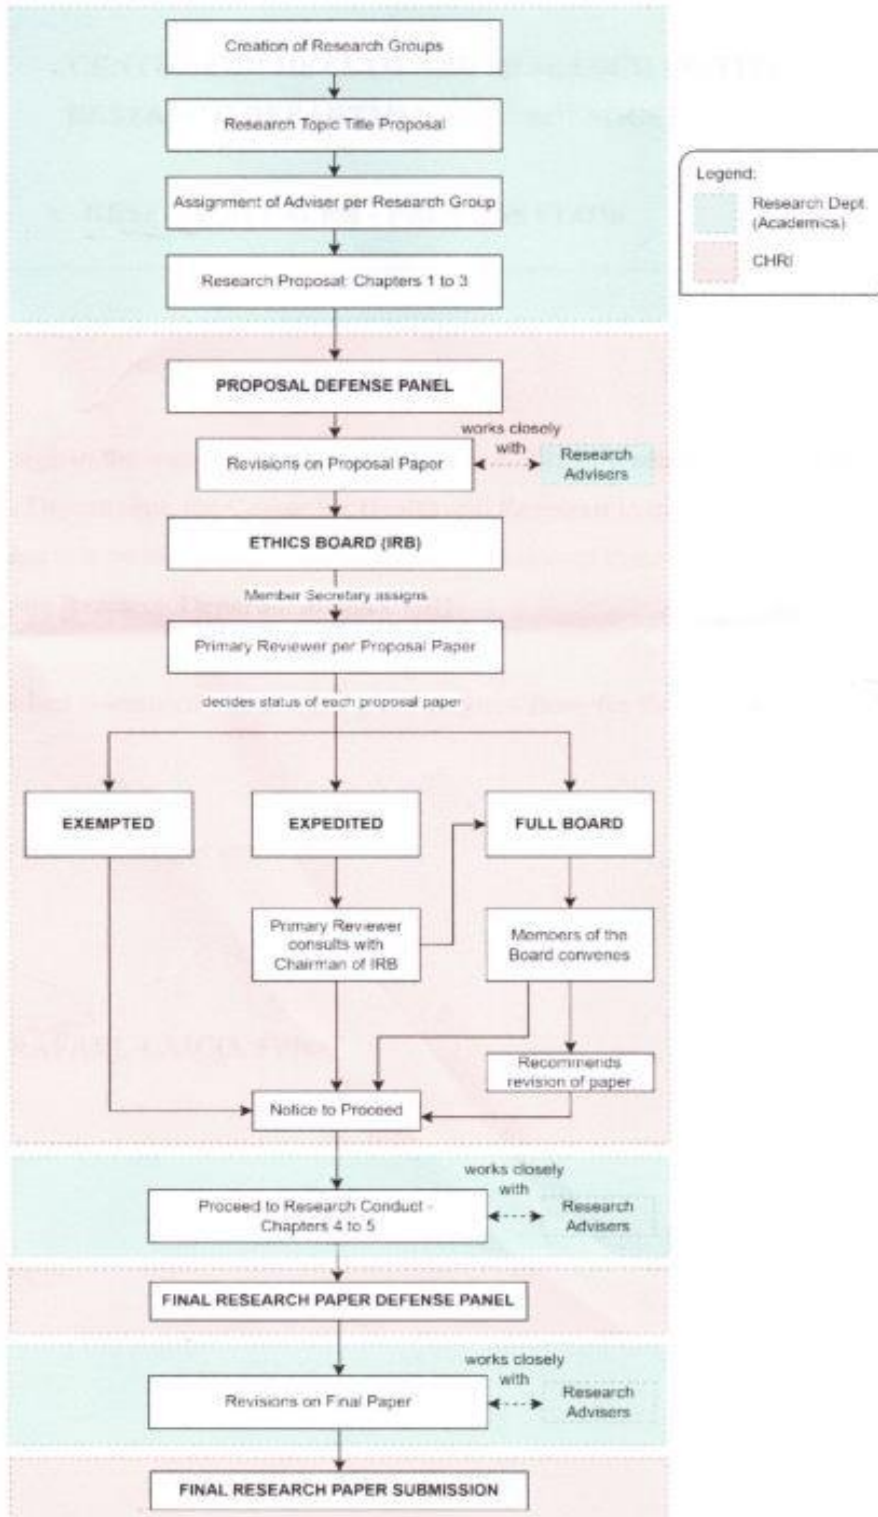 Creation of Research Groups
Research Topic Title Proposal
Assignment of Adviser per Research Group
Research Proposal: Chapters 1 to 3
Legend:
Research Dept.
(Academics)
CHRI
PROPOSAL DEFENSE PANEL
works closely
with
Revisions on Proposal Paper
Research
Advisers
ETHICS BOARD (IRB)
Member Secretary assigns
Primary Reviewer per Proposal Paper
decides status of each proposal paper
EXEMPTED
EXPEDITED
FULL BOARD
Primary Reviewer
consults with
Chairman of IRB
Members of the
Board convenes
Recommends
revision of paper
Notice to Proceed
works closely
with
Proceed to Research Conduct -
Chapters 4 to 5
Research
Advisers
FINAL RESEARCH PAPER DEFENSE PANEL
works closely
with
Revisions on Final Paper
Research
Advisers
FINAL RESEARCH PAPER SUBMISSION